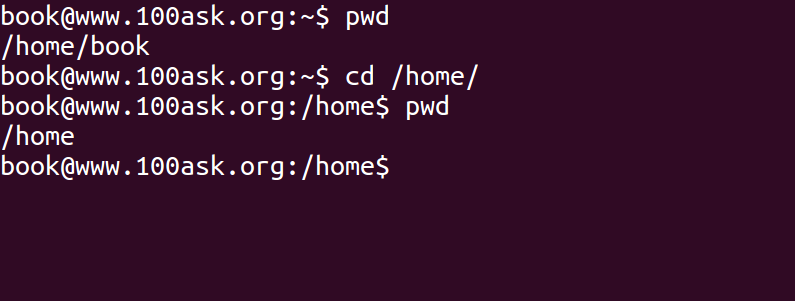 book@www.100ask.org:~$ pwd
/home/book
book@www.100ask.org:~$ cd /home/
book@www.100ask.org:/home$ pwd
/home
book@www.100ask.org:/home$